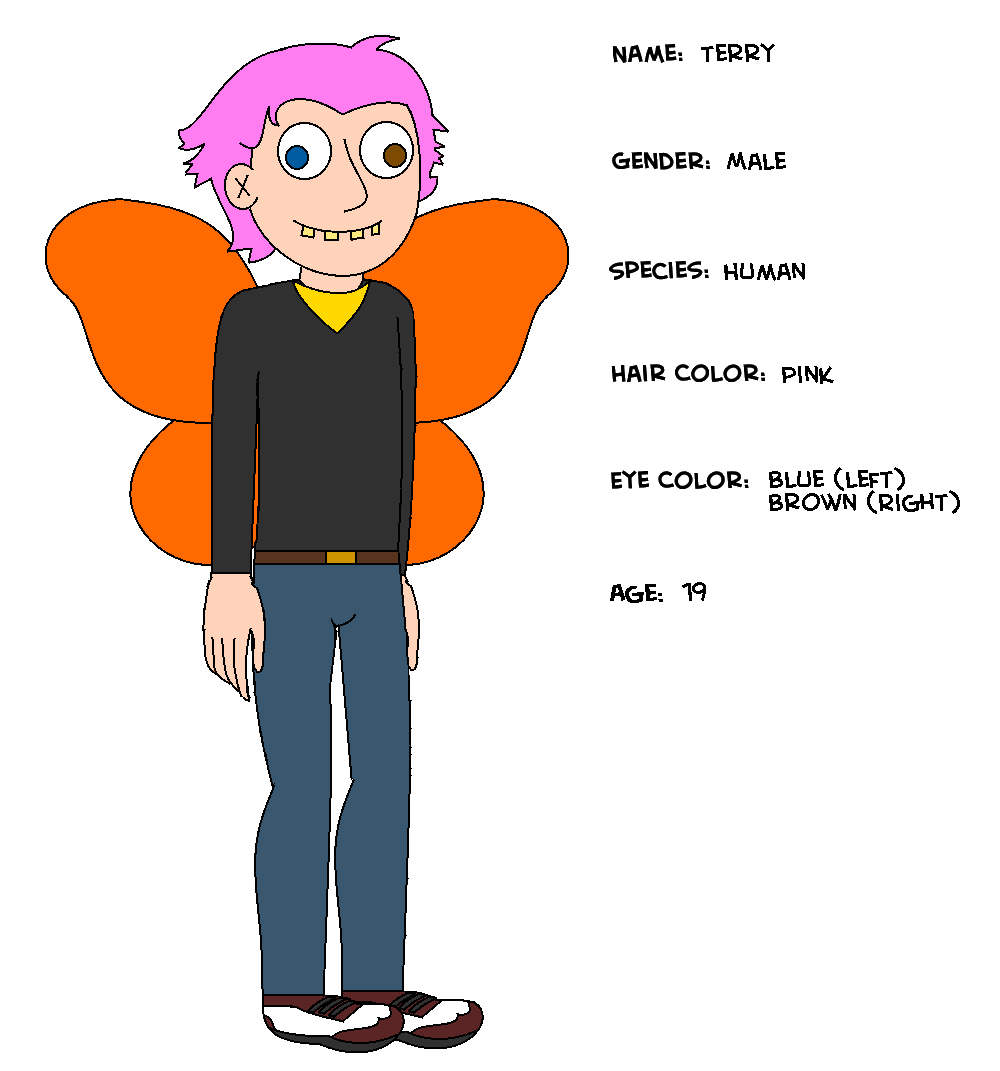 NAME: TERRY
GENDER: MALE
SPECIES: HUMAN
HAIR COLOR: PINK
EYE COLOR: BLUE (LEFT)
BROWN (RIGHT)
AGE: 19